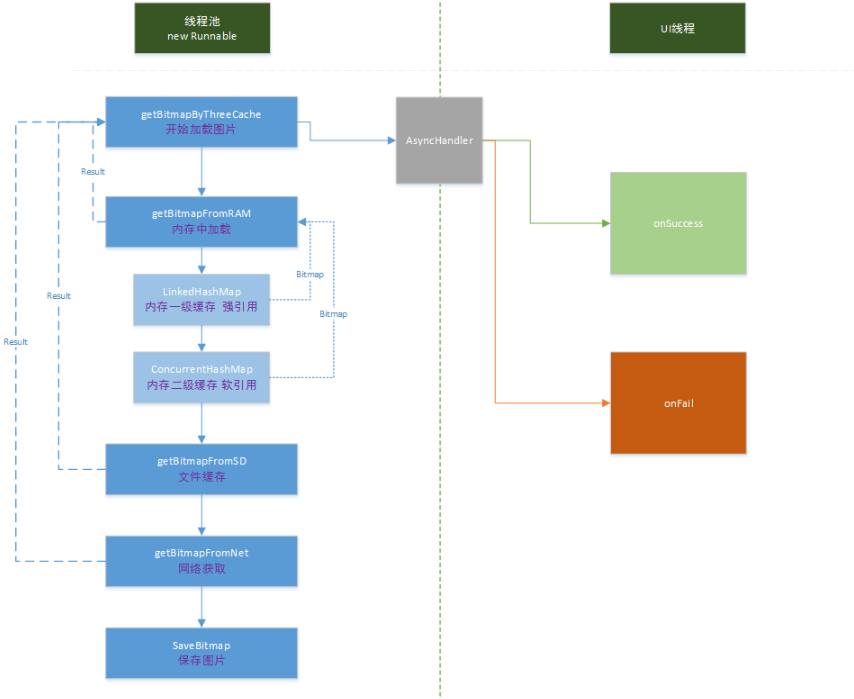 线程池
new Runnable
UI线程
getBitmapByThreeCache
开始加载图片
AsyncHandler
Result
getBitmapFromRAM
内存中加载
onSuccess
Bitmap
LinkedHashMap
内存一级缓存 强引用
Result
Bitmap
Result
ConcurrentHashMap
内存二级缓存 软引用
onFail
getBitmapFromSD
文件缓存
getBitmapFromNet
网络获取
SaveBitmap
保存图片